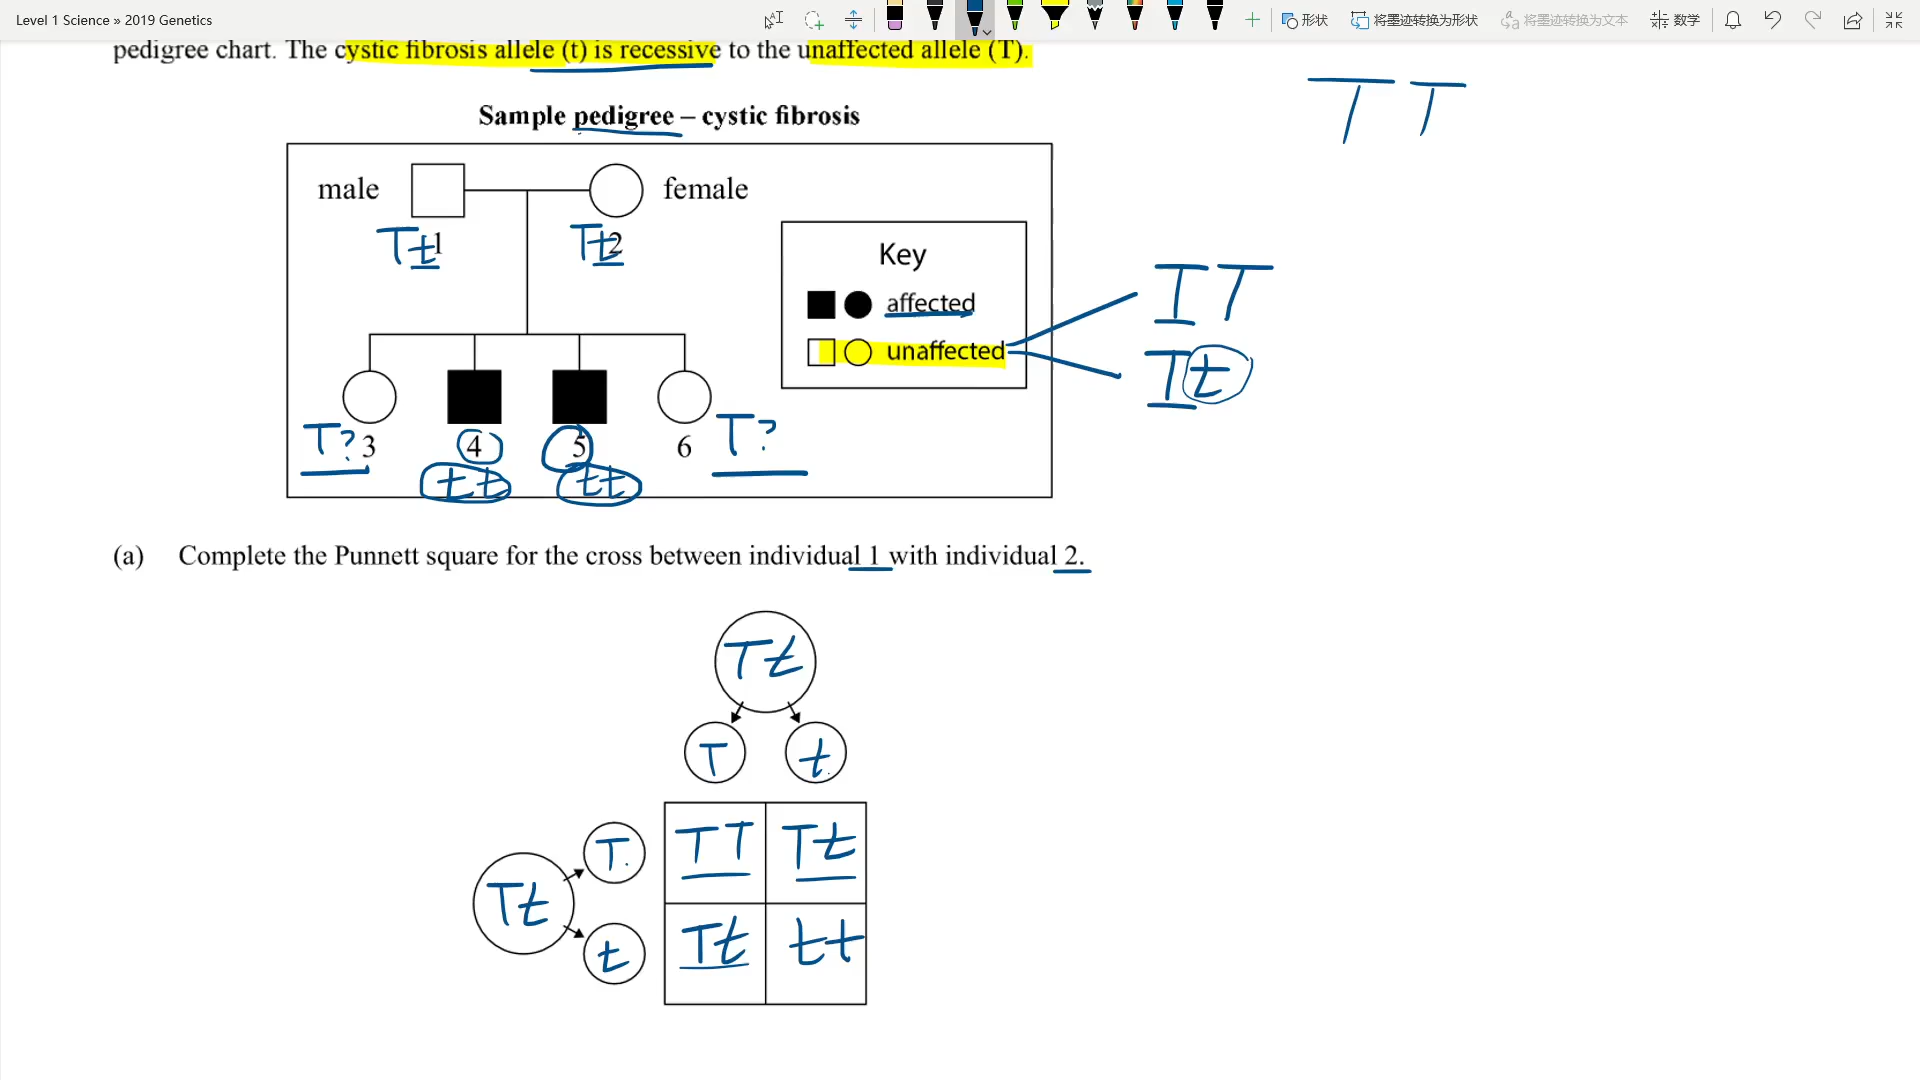 Level 1 Science » 2019 Genetics
形状 将墨迹转换为形状 将墨迹转换为文本 数学
pedigree chart. The cystic fibrosis allele (t) is recessive to the unaffected allele (T).
TT
Sample pedigree – cystic fibrosis
male female
Tt 1 Tt 2
Key
affected
unaffected
TT
Tt
T? 3 4 5 6 T?
tt tt
(a) Complete the Punnett square for the cross between individual 1 with individual 2.
Tt
T t
T TT Tt
Tt
t Tt tt